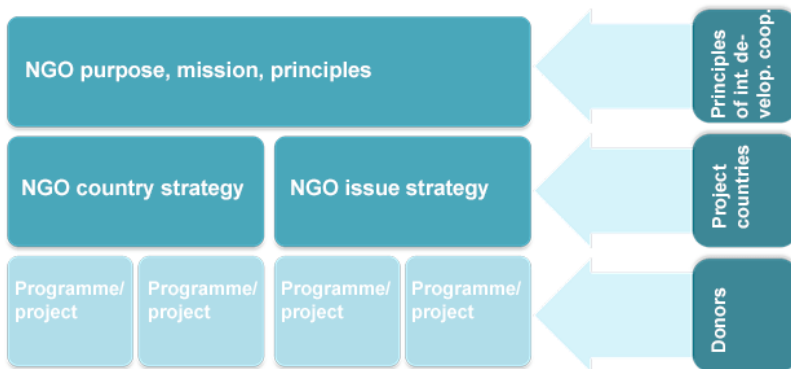 NGO purpose, mission, principles
Principles
of int. de-
velop. coop.
NGO country strategy
NGO issue strategy
Project
countries
Programme/
project
Programme/
project
Programme/
project
Programme/
project
Donors